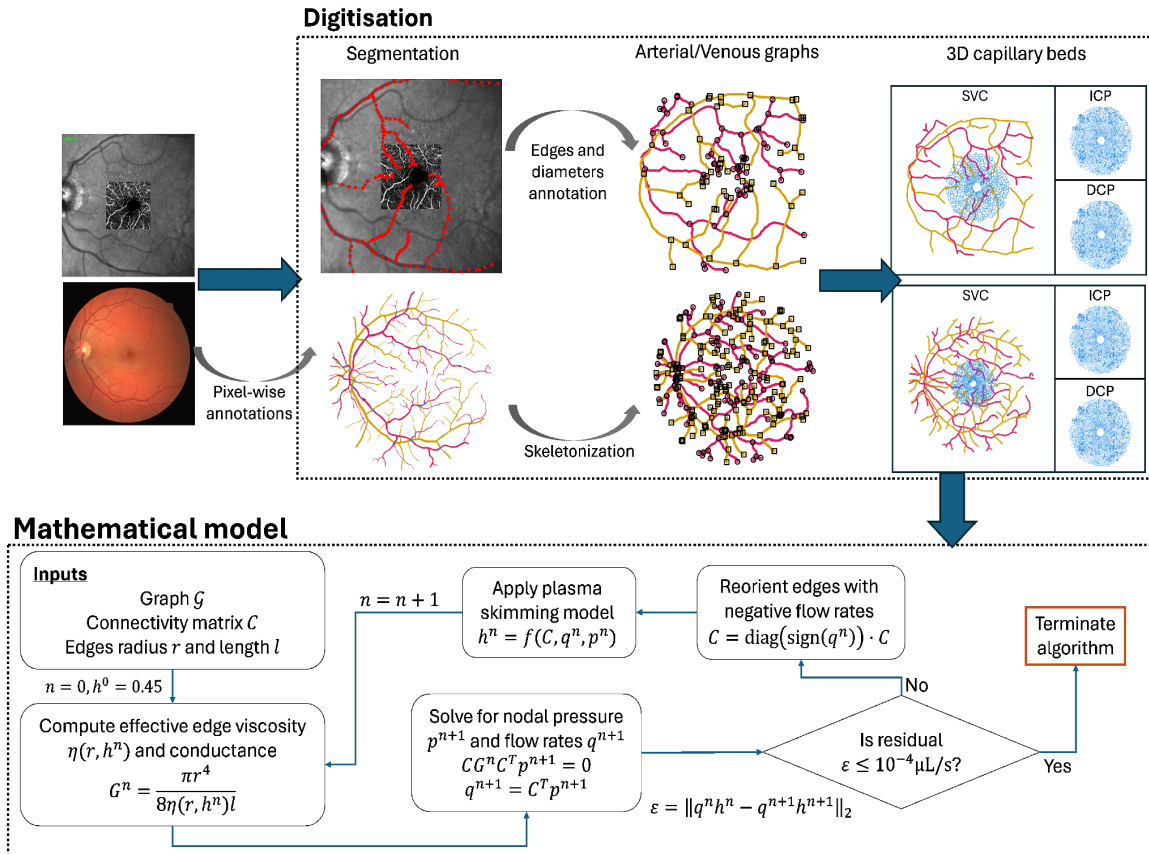 Digitisation
Segmentation
Arterial/Venous graphs
3D capillary beds
Edges and
diameters
annotation
SVC
ICP
DCP
Pixel-wise
annotations
Skeletonization
SVC
ICP
DCP
Mathematical model
Inputs
Graph 𝒢
Connectivity matrix C
Edges radius r and length l
n = 0, h⁰ = 0.45
Compute effective edge viscosity
η(r, hⁿ) and conductance
Gⁿ = πr⁴ / 8η(r, hⁿ)l
n = n + 1
Apply plasma
skimming model
hⁿ = f(C, qⁿ, pⁿ)
Reorient edges with
negative flow rates
C = diag(sign(qⁿ)) · C
Solve for nodal pressure
pⁿ⁺¹ and flow rates qⁿ⁺¹
CGⁿCᵀpⁿ⁺¹ = 0
qⁿ⁺¹ = Cᵀpⁿ⁺¹
ε = ‖qⁿhⁿ − qⁿ⁺¹hⁿ⁺¹‖₂
Is residual
ε ≤ 10⁻⁴μL/s?
No
Yes
Terminate
algorithm